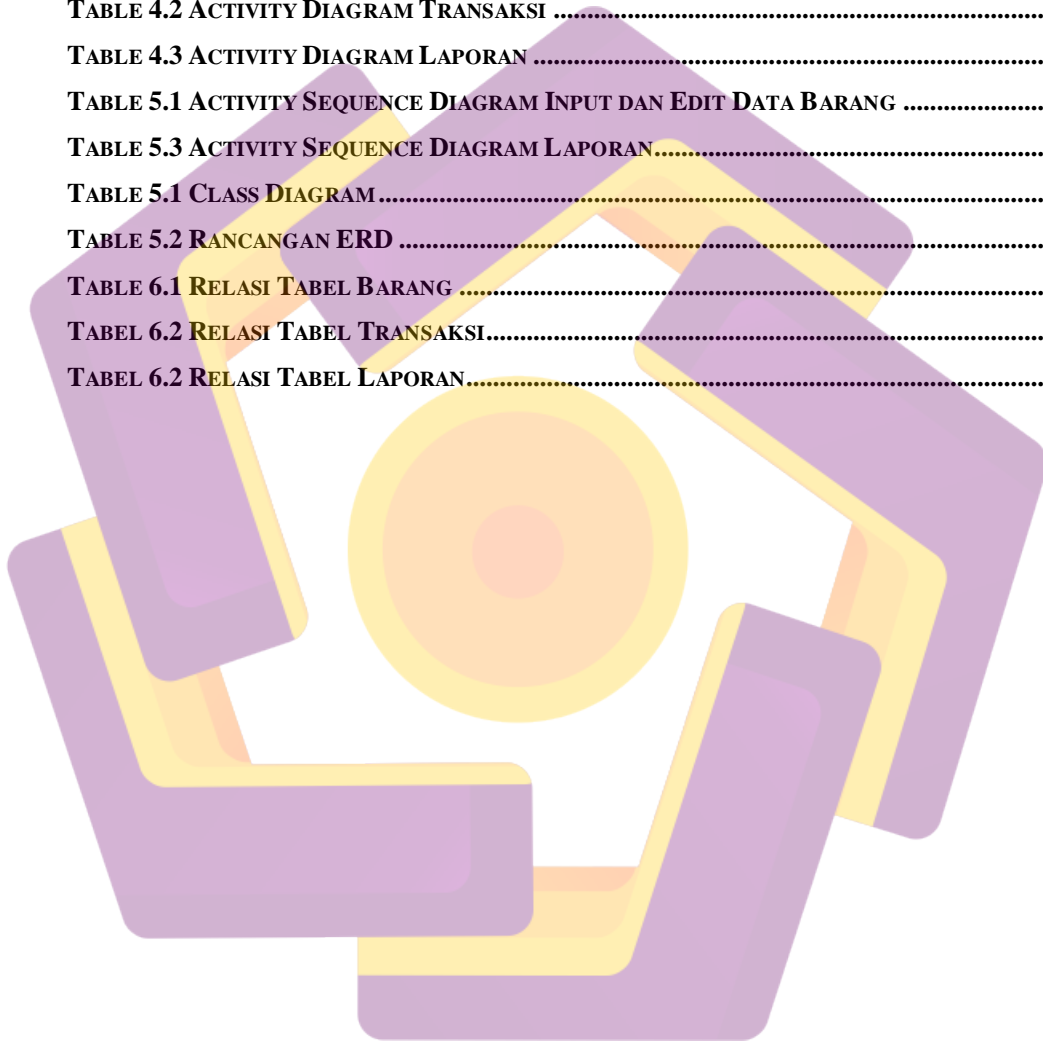 TABLE 4.2 ACTIVITY DIAGRAM TRANSAKSI ................................................................
TABLE 4.3 ACTIVITY DIAGRAM LAPORAN ................................................................
TABLE 5.1 ACTIVITY SEQUENCE DIAGRAM INPUT DAN EDIT DATA BARANG ................
TABLE 5.3 ACTIVITY SEQUENCE DIAGRAM LAPORAN................................................
TABLE 5.1 CLASS DIAGRAM ................................................................
TABLE 5.2 RANCANGAN ERD ................................................................
TABLE 6.1 RELASI TABEL BARANG ................................................................
TABEL 6.2 RELASI TABEL TRANSAKSI................................................................
TABEL 6.2 RELASI TABEL LAPORAN................................................................